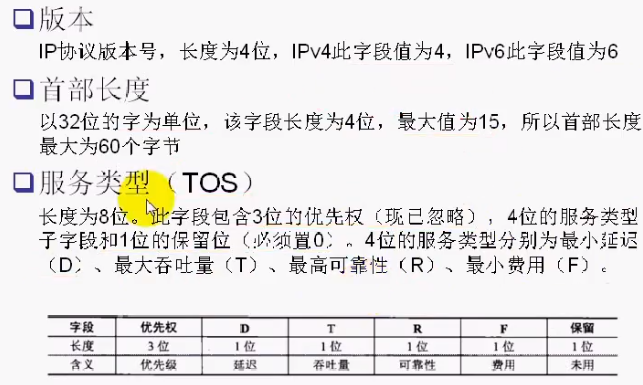 版本
IP协议版本号，长度为4位，IPv4此字段值为4，IPv6此字段值为6
首部长度
以32位的字为单位，该字段长度为4位，最大值为15，所以首部长度
最大为60个字节
服务类型（TOS）
长度为8位。此字段包含3位的优先权（现已忽略），4位的服务类型
子字段和1位的保留位（必须置0）。4位的服务类型分别为最小延迟
（D）、最大吞吐量（T）、最高可靠性（R）、最小费用（F）。
字段 优先权 D T R F 保留
长度 3位 1位 1位 1位 1位 1位
含义 优先级 延迟 吞吐量 可靠性 费用 未用